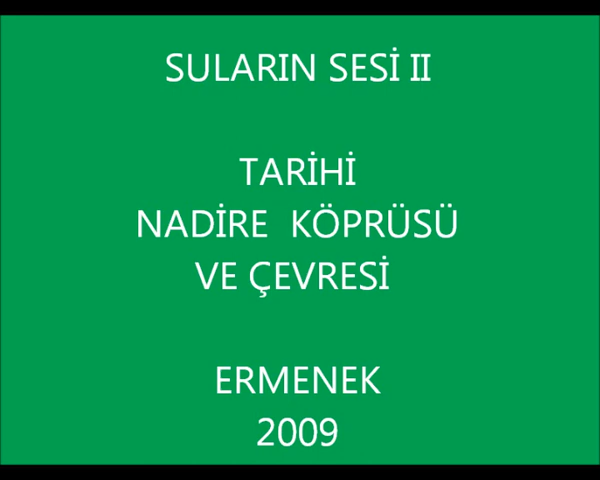 SULARIN SESİ II
TARİHİ
NADİRE KÖPRÜSÜ
VE ÇEVRESİ
ERMENEK
2009